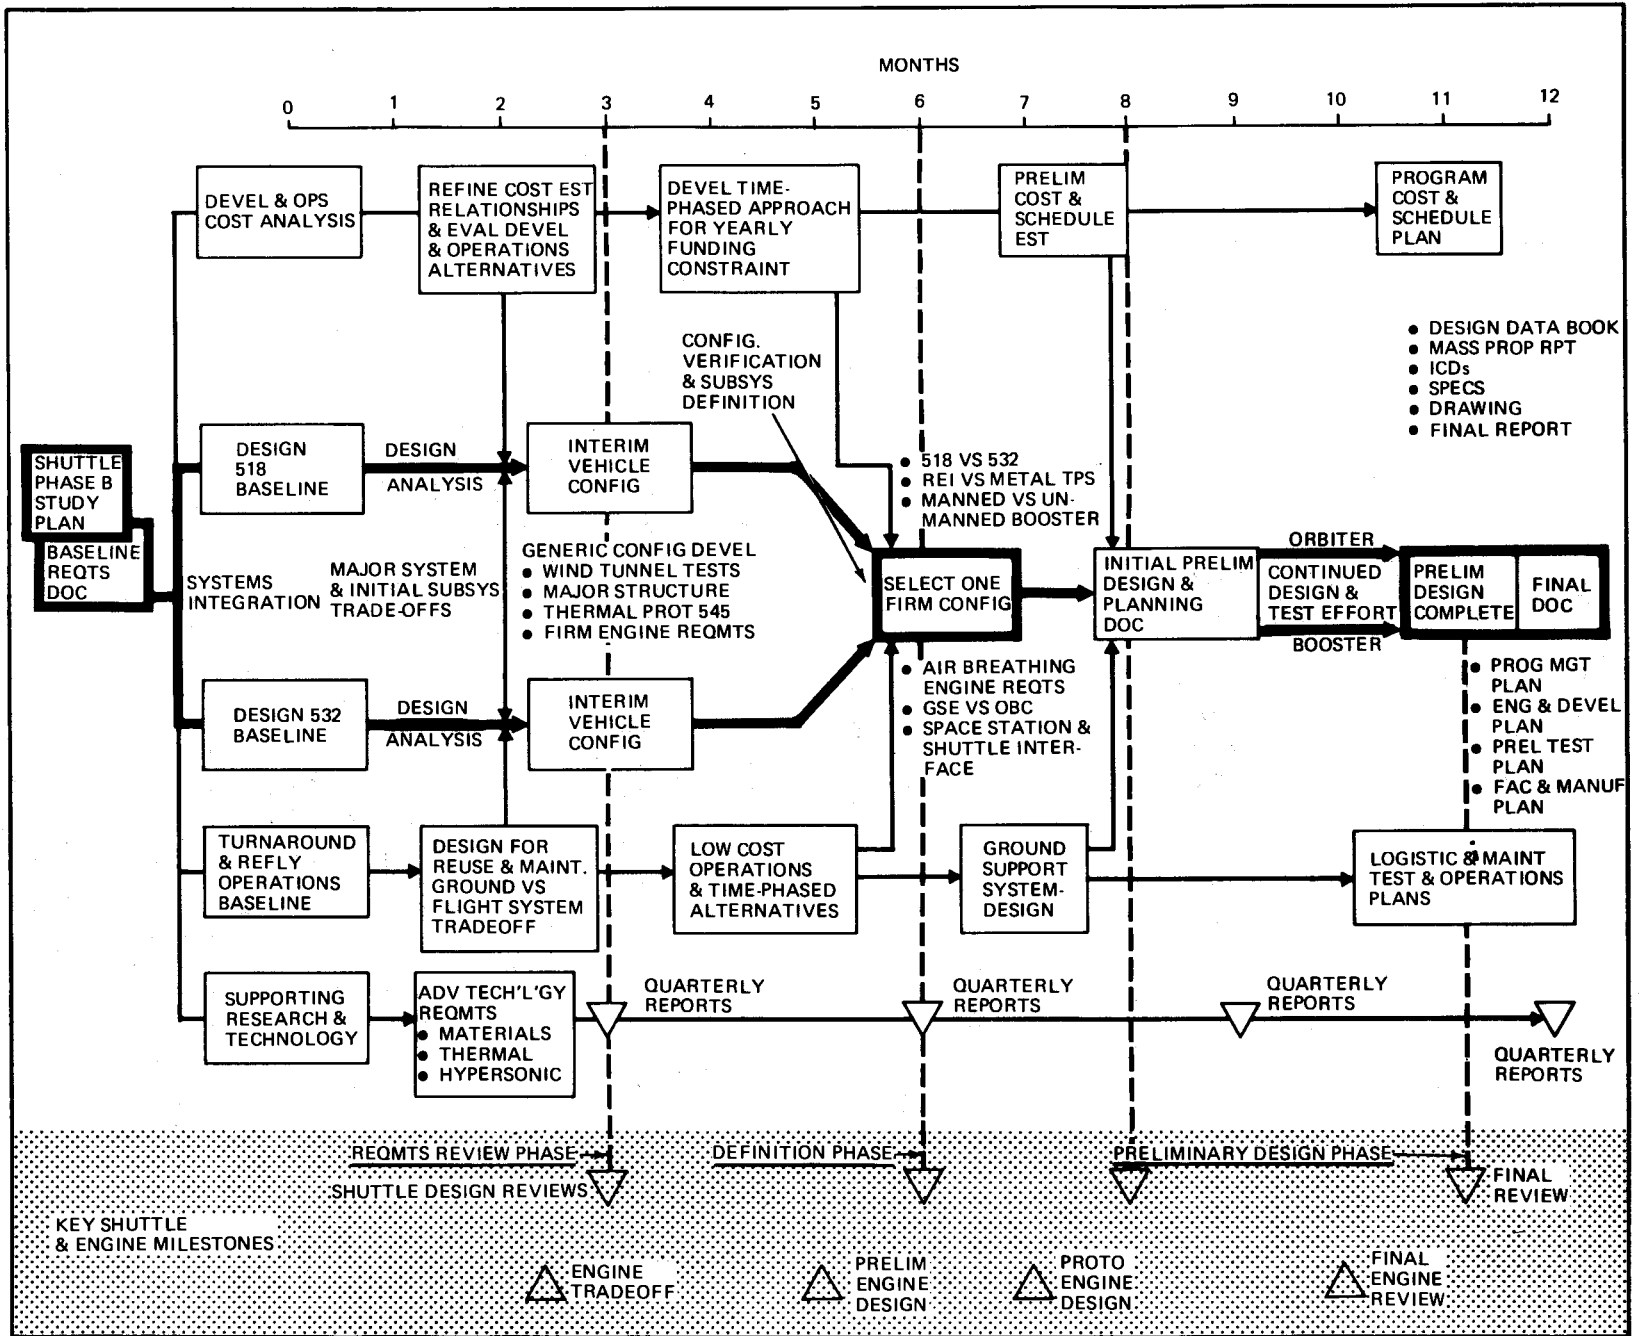 MONTHS
0 1 2 3 4 5 6 7 8 9 10 11 12
DEVEL & OPS
COST ANALYSIS
REFINE COST EST
RELATIONSHIPS
& EVAL DEVEL
& OPERATIONS
ALTERNATIVES
DEVEL TIME-
PHASED APPROACH
FOR YEARLY
FUNDING
CONSTRAINT
PRELIM
COST &
SCHEDULE
EST
PROGRAM
COST &
SCHEDULE
PLAN
● DESIGN DATA BOOK
● MASS PROP RPT
● ICDs
● SPECS
● DRAWING
● FINAL REPORT
CONFIG.
VERIFICATION
& SUBSYS
DEFINITION
SHUTTLE
PHASE B
STUDY
PLAN
BASELINE
REQTS
DOC
DESIGN
518
BASELINE
DESIGN
ANALYSIS
INTERIM
VEHICLE
CONFIG
● 518 VS 532
● REI VS METAL TPS
● MANNED VS UN-
MANNED BOOSTER
SYSTEMS
INTEGRATION
MAJOR SYSTEM
& INITIAL SUBSYS
TRADE-OFFS
GENERIC CONFIG DEVEL
● WIND TUNNEL TESTS
● MAJOR STRUCTURE
● THERMAL PROT 545
● FIRM ENGINE REQMTS
SELECT ONE
FIRM CONFIG
INITIAL PRELIM
DESIGN &
PLANNING
DOC
ORBITER
CONTINUED
DESIGN &
TEST EFFORT
BOOSTER
PRELIM
DESIGN
COMPLETE
FINAL
DOC
DESIGN 532
BASELINE
DESIGN
ANALYSIS
INTERIM
VEHICLE
CONFIG
● AIR BREATHING
ENGINE REQTS
● GSE VS OBC
● SPACE STATION &
SHUTTLE INTER-
FACE
● PROG MGT
PLAN
● ENG & DEVEL
PLAN
● PREL TEST
PLAN
● FAC & MANUF
PLAN
TURNAROUND
& REFLY
OPERATIONS
BASELINE
DESIGN FOR
REUSE & MAINT.
GROUND VS
FLIGHT SYSTEM
TRADEOFF
LOW COST
OPERATIONS
& TIME-PHASED
ALTERNATIVES
GROUND
SUPPORT
SYSTEM-
DESIGN
LOGISTIC & MAINT
TEST & OPERATIONS
PLANS
SUPPORTING
RESEARCH &
TECHNOLOGY
ADV TECH'L'GY
REQMTS
● MATERIALS
● THERMAL
● HYPERSONIC
QUARTERLY
REPORTS
QUARTERLY
REPORTS
QUARTERLY
REPORTS
QUARTERLY
REPORTS
REQMTS REVIEW PHASE
DEFINITION PHASE
PRELIMINARY DESIGN PHASE
SHUTTLE DESIGN REVIEWS
FINAL
REVIEW
KEY SHUTTLE
& ENGINE MILESTONES
ENGINE
TRADEOFF
PRELIM
ENGINE
DESIGN
PROTO
ENGINE
DESIGN
FINAL
ENGINE
REVIEW